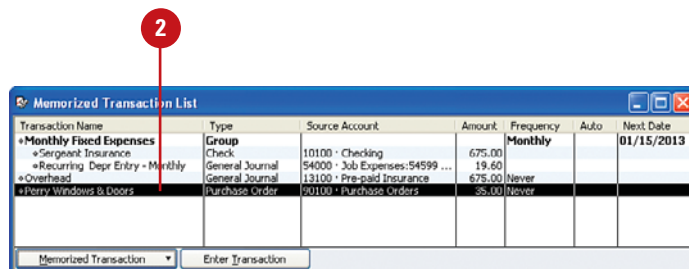 2
Memorized Transaction List
Transaction Name Type Source Account Amount Frequency Auto Next Date
Monthly Fixed Expenses Group Monthly 01/15/2013
Sergeant Insurance Check 10100 · Checking 675.00
Recurring Depr Entry - Monthly General Journal 54000 · Job Expenses:54599 ... 19.60
Overhead General Journal 13100 · Pre-paid Insurance 675.00 Never
Perry Windows & Doors Purchase Order 90100 · Purchase Orders 35.00 Never
Memorized Transaction Enter Transaction